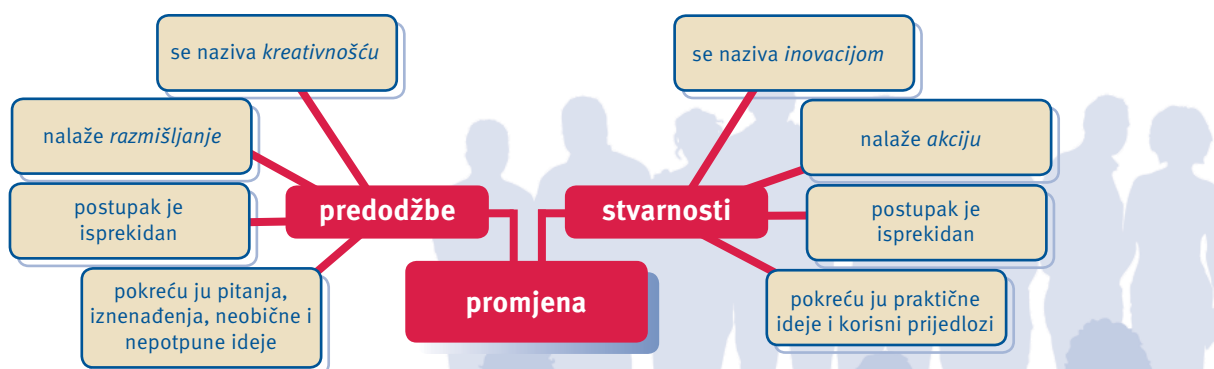 se naziva kreativnošću
nalaže razmišljanje
postupak je
isprekidan
pokreću ju pitanja,
iznenađenja, neobične i
nepotpune ideje
predodžbe
promjena
stvarnosti
se naziva inovacijom
nalaže akciju
postupak je
isprekidan
pokreću ju praktične
ideje i korisni prijedlozi